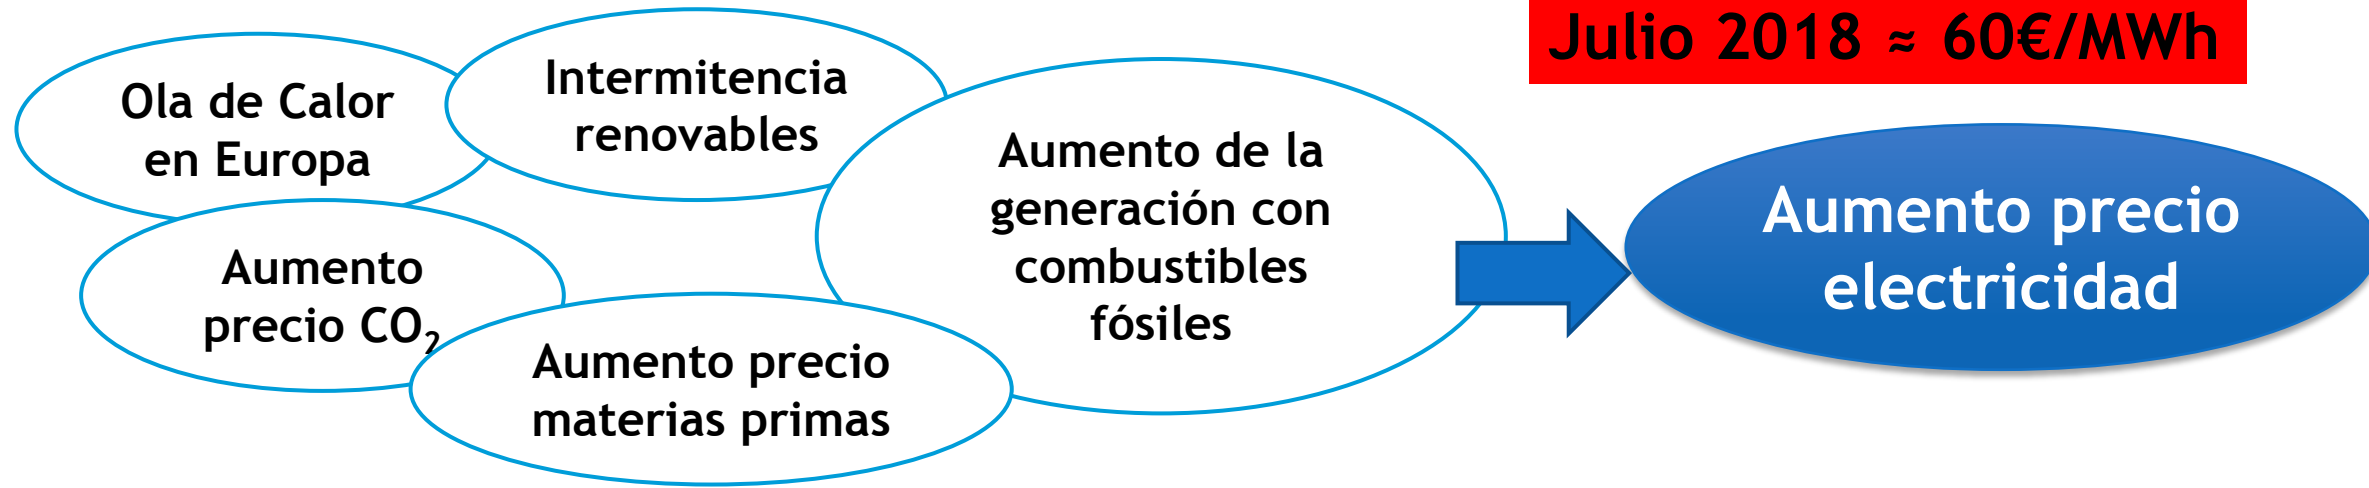 Julio 2018 ≈ 60€/MWh
Ola de Calor
en Europa
Intermitencia
renovables
Aumento
precio CO₂
Aumento precio
materias primas
Aumento de la
generación con
combustibles
fósiles
Aumento precio
electricidad